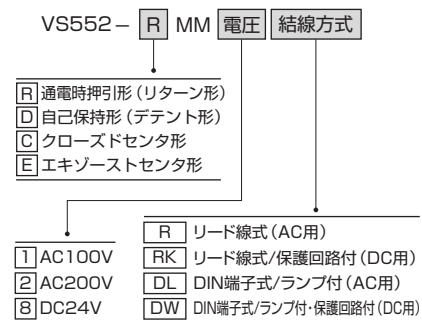 VS552－ R MM 電圧 結線方式
R 通電時押引形（リターン形）
D 自己保持形（デテント形）
C クローズドセンタ形
E エキゾーストセンタ形
1 AC100V
2 AC200V
8 DC24V
R リード線式（AC用）
RK リード線式/保護回路付（DC用）
DL DIN端子式/ランプ付（AC用）
DW DIN端子式/ランプ付・保護回路付（DC用）